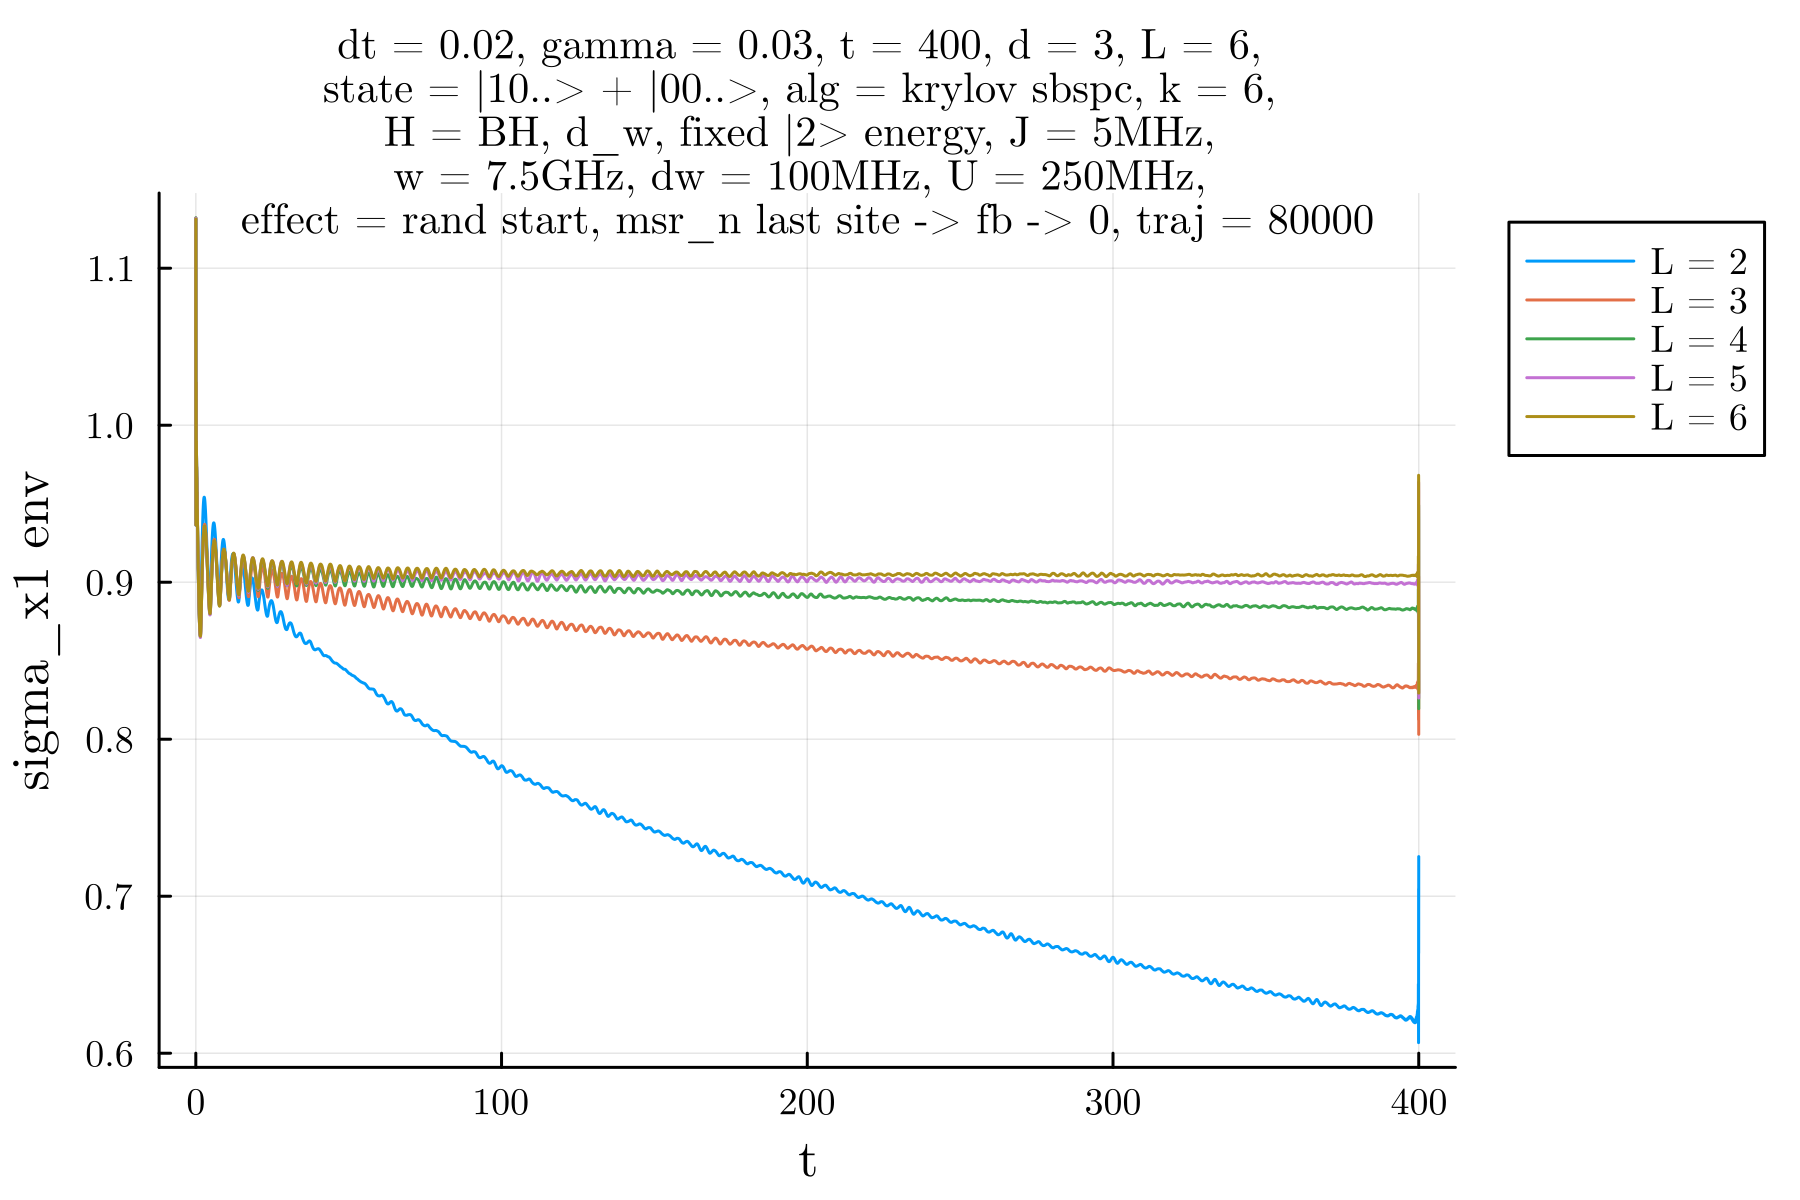 dt = 0.02, gamma = 0.03, t = 400, d = 3, L = 6,
state = |10..> + |00..>, alg = krylov sbspc, k = 6,
H = BH, d_w, fixed |2> energy, J = 5MHz,
w = 7.5GHz, dw = 100MHz, U = 250MHz,
effect = rand start, msr_n last site -> fb -> 0, traj = 80000
sigma_x1 env
1.1
1.0
0.9
0.8
0.7
0.6
0
100
200
300
400
t
L = 2
L = 3
L = 4
L = 5
L = 6